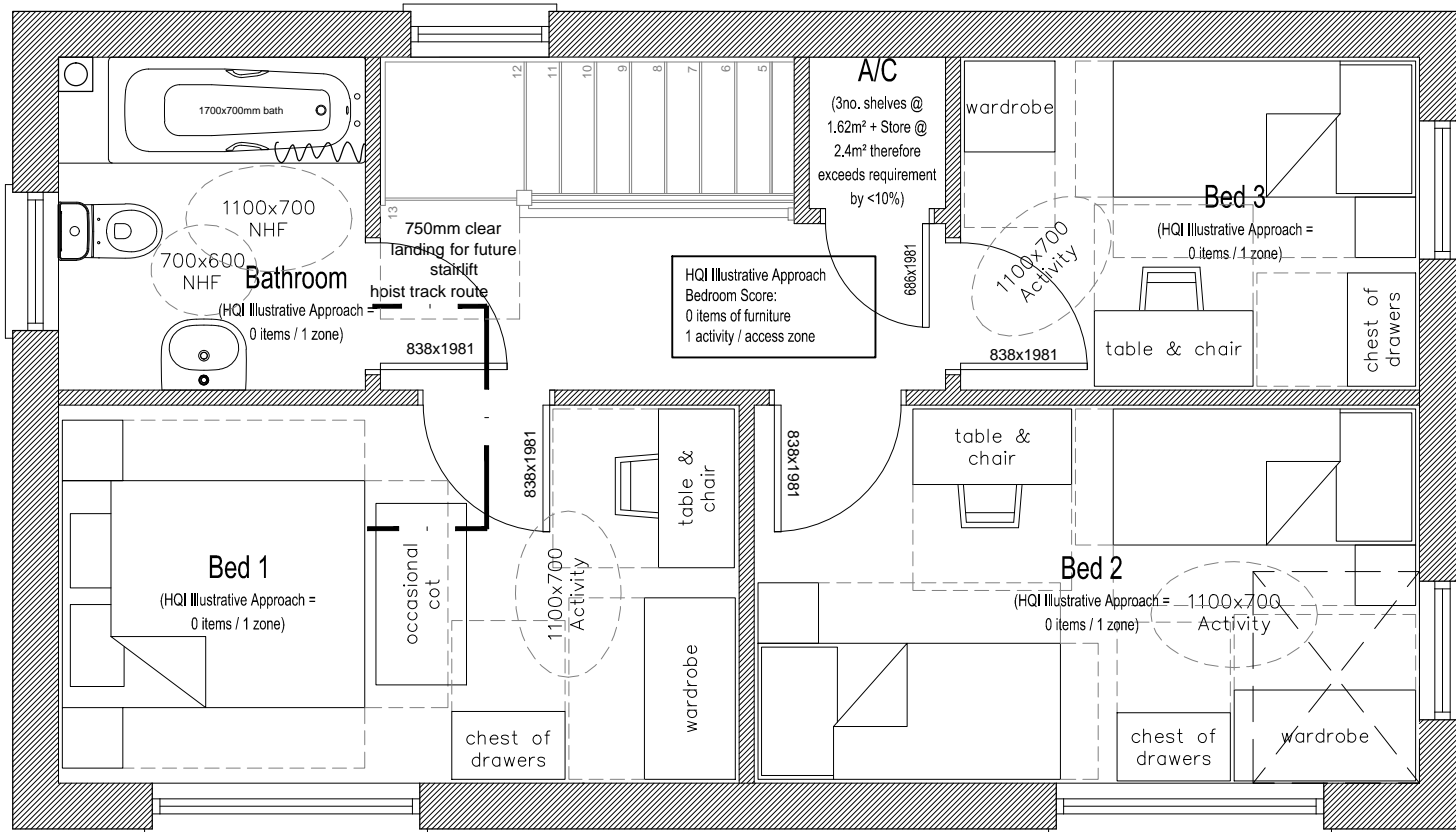 1700x700mm bath
1100x700
NHF
700x600
NHF
Bathroom
(HQI Illustrative Approach =
0 items / 1 zone)
12
11
10
9
8
7
6
5
13
750mm clear
landing for future
stairlift
hoist track route
838x1981
A/C
(3no. shelves @
1.62m² + Store @
2.4m² therefore
exceeds requirement
by <10%)
686x1981
HQI Illustrative Approach
Bedroom Score:
0 items of furniture
1 activity / access zone
wardrobe
Bed 3
(HQI Illustrative Approach =
0 items / 1 zone)
1100x700
Activity
838x1981
table & chair
chest of
drawers
Bed 1
(HQI Illustrative Approach =
0 items / 1 zone)
occasional
cot
838x1981
1100x700
Activity
table &
chair
wardrobe
chest of
drawers
838x1981
table &
chair
Bed 2
(HQI Illustrative Approach =
0 items / 1 zone)
1100x700
Activity
chest of
drawers
wardrobe